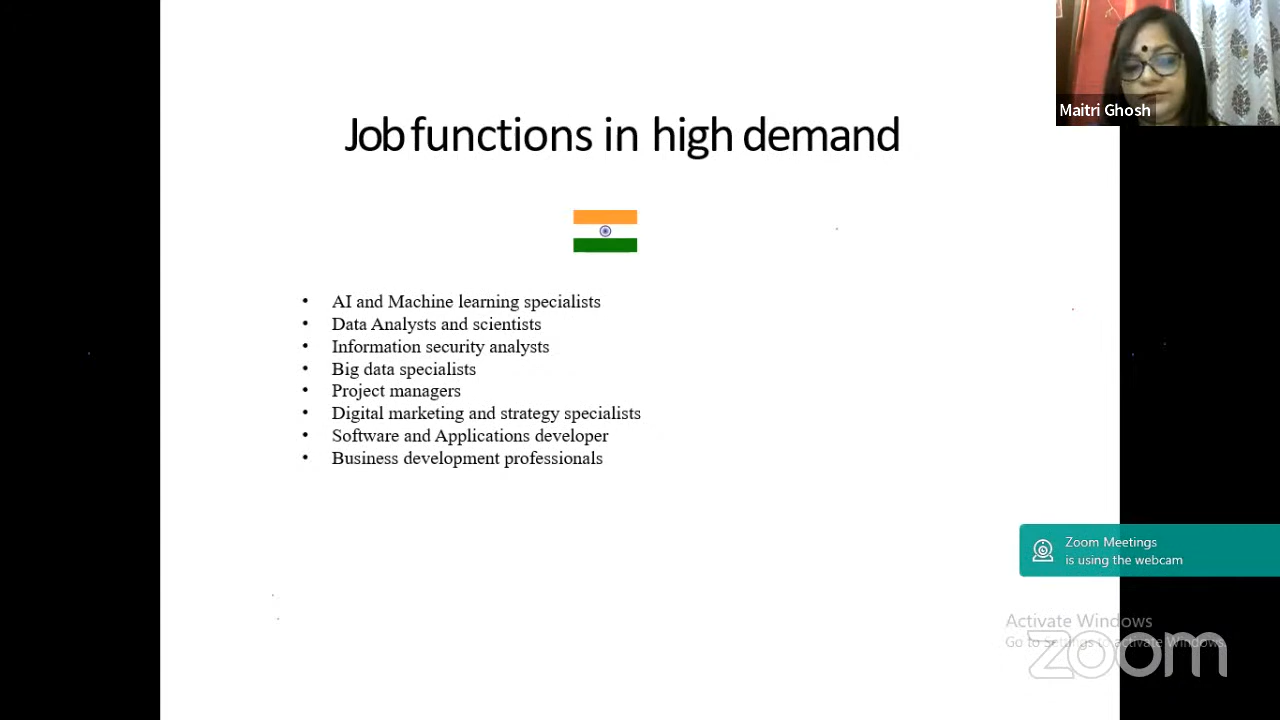 Maitri Ghosh
Job functions in high demand
• AI and Machine learning specialists
• Data Analysts and scientists
• Information security analysts
• Big data specialists
• Project managers
• Digital marketing and strategy specialists
• Software and Applications developer
• Business development professionals
Zoom Meetings
is using the webcam
Activate Windows
Go to Settings to activate Windows.
zoom